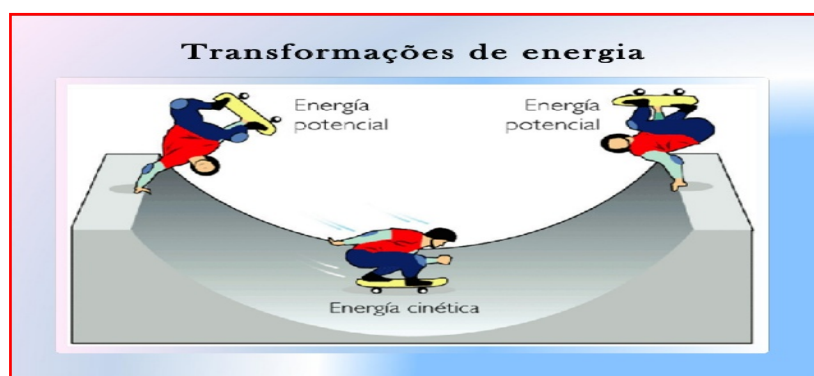 Transformações de energia
Energía
potencial
Energía
potencial
Energía cinética